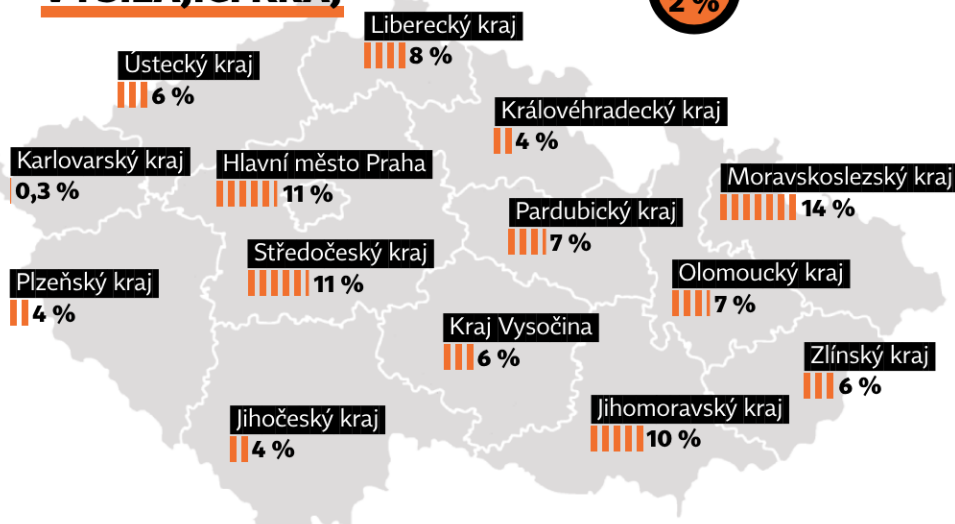 2 %
Liberecký kraj
8 %
Ústecký kraj
6 %
Královéhradecký kraj
4 %
Karlovarský kraj
0,3 %
Hlavní město Praha
11 %
Moravskoslezský kraj
14 %
Pardubický kraj
7 %
Středočeský kraj
11 %
Olomoucký kraj
7 %
Plzeňský kraj
4 %
Kraj Vysočina
6 %
Zlínský kraj
6 %
Jihočeský kraj
4 %
Jihomoravský kraj
10 %